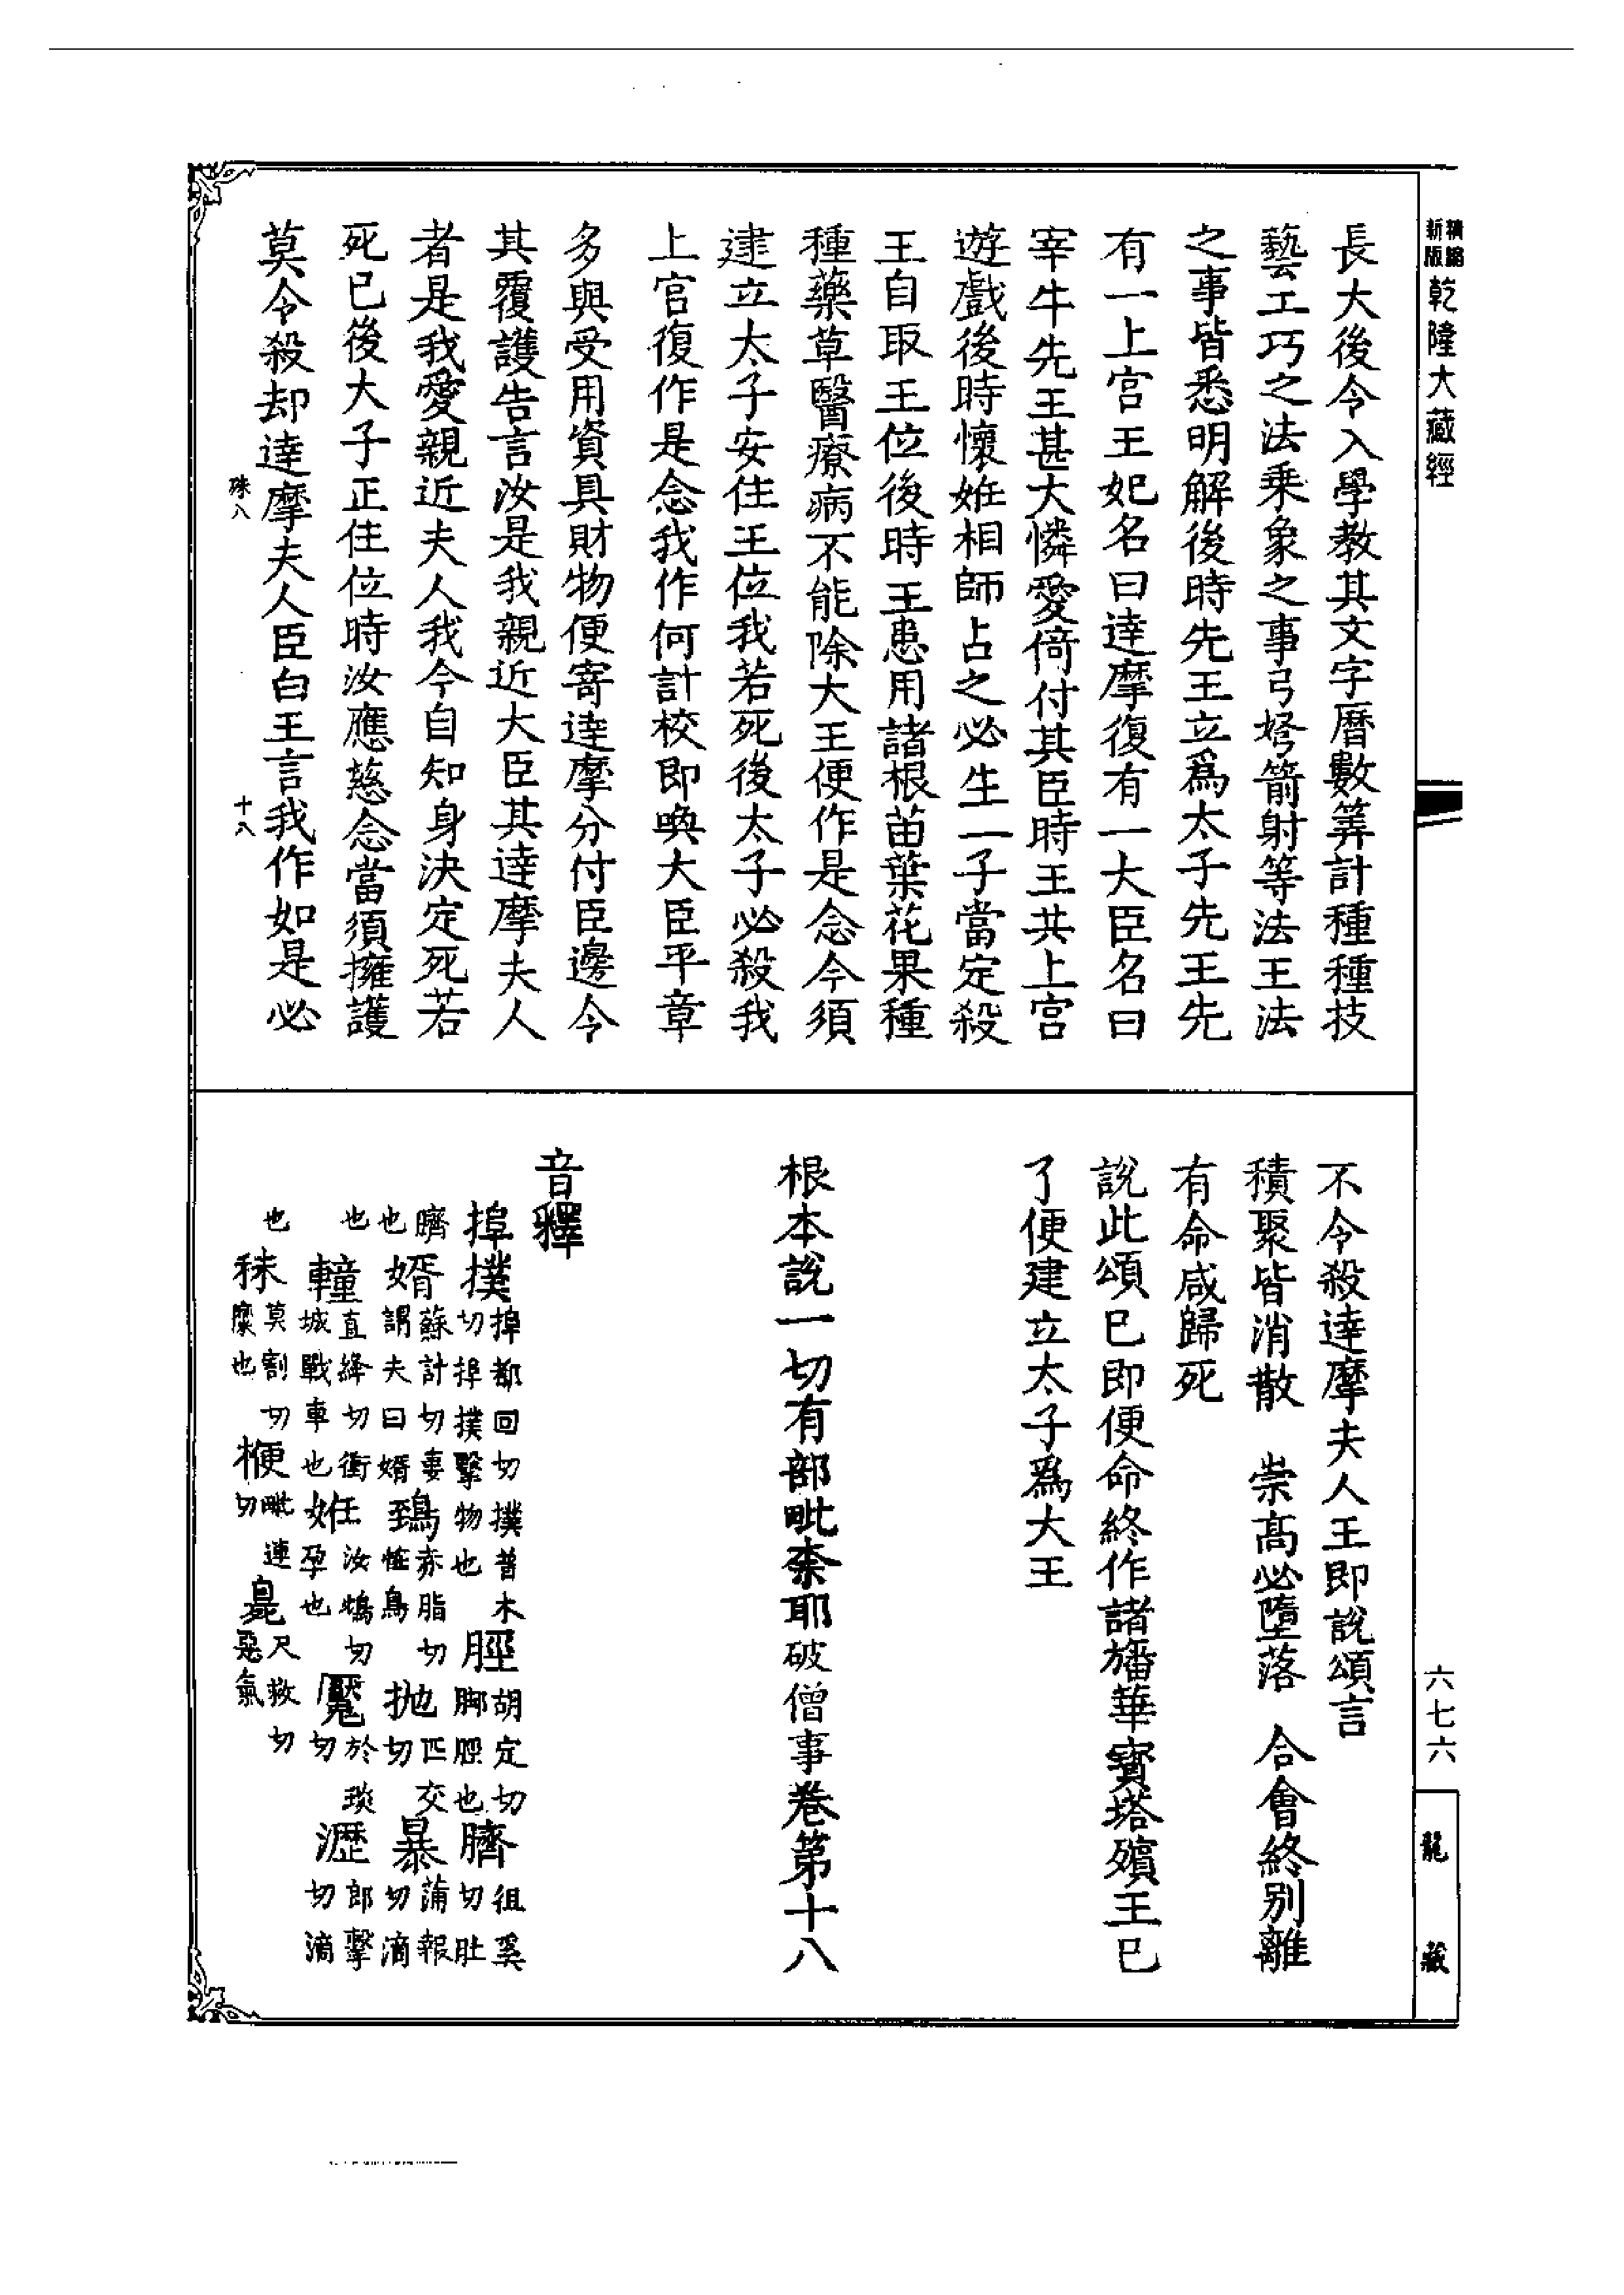 精縮新版乾隆大藏經
長大後令入學教其文字曆數筭計種種技
藝工巧之法乗象之事弓弩箭射等法王法
之事皆悉明解後時先王立爲太子先王先
有一上宮王妃名曰達摩復有一大臣名曰
宰牛先王甚大憐愛倚付其臣時王共上宮
遊戲後時懷姙相師占之必生一子當定殺
王自取王位後時王患用諸根苗葉花果種
種藥草醫療病不能除大王便作是念今須
建立太子安住王位我若死後太子必殺我
上官復作是念我作何計校即喚大臣平章
多與受用資具財物便寄達摩分付臣邊令
其覆護告言汝是我親近大臣其達摩夫人
者是我愛親近夫人我今自知身決定死若
死已後大子正住位時汝應慈念當須擁護
莫令殺却達摩夫人臣白王言我作如是必
十八
不令殺達摩夫人王即說頌言
積聚皆消散　崇高必墮落　合會終别離
有命咸歸死
說此頌已即便命終作諸旛華寶塔殯王已
了便建立太子爲大王
根本說一切有部毗柰耶破僧事卷第十八
音釋
搥撲搥都回切撲普木切搥撲擊物也脛胡定切脚脛也臍徂奚切肚
臍也婿蘇計切妻謂夫曰婿鵄赤脂切恠鳥也抛匹交切暴蒲報切滴
也䡴直絳切衝城戰車也姙汝鴆切孕也魘於琰切瀝郎擊切滴
也秣莫割切糜也楩毗連切臰尺救切惡氣
六七六
龍藏